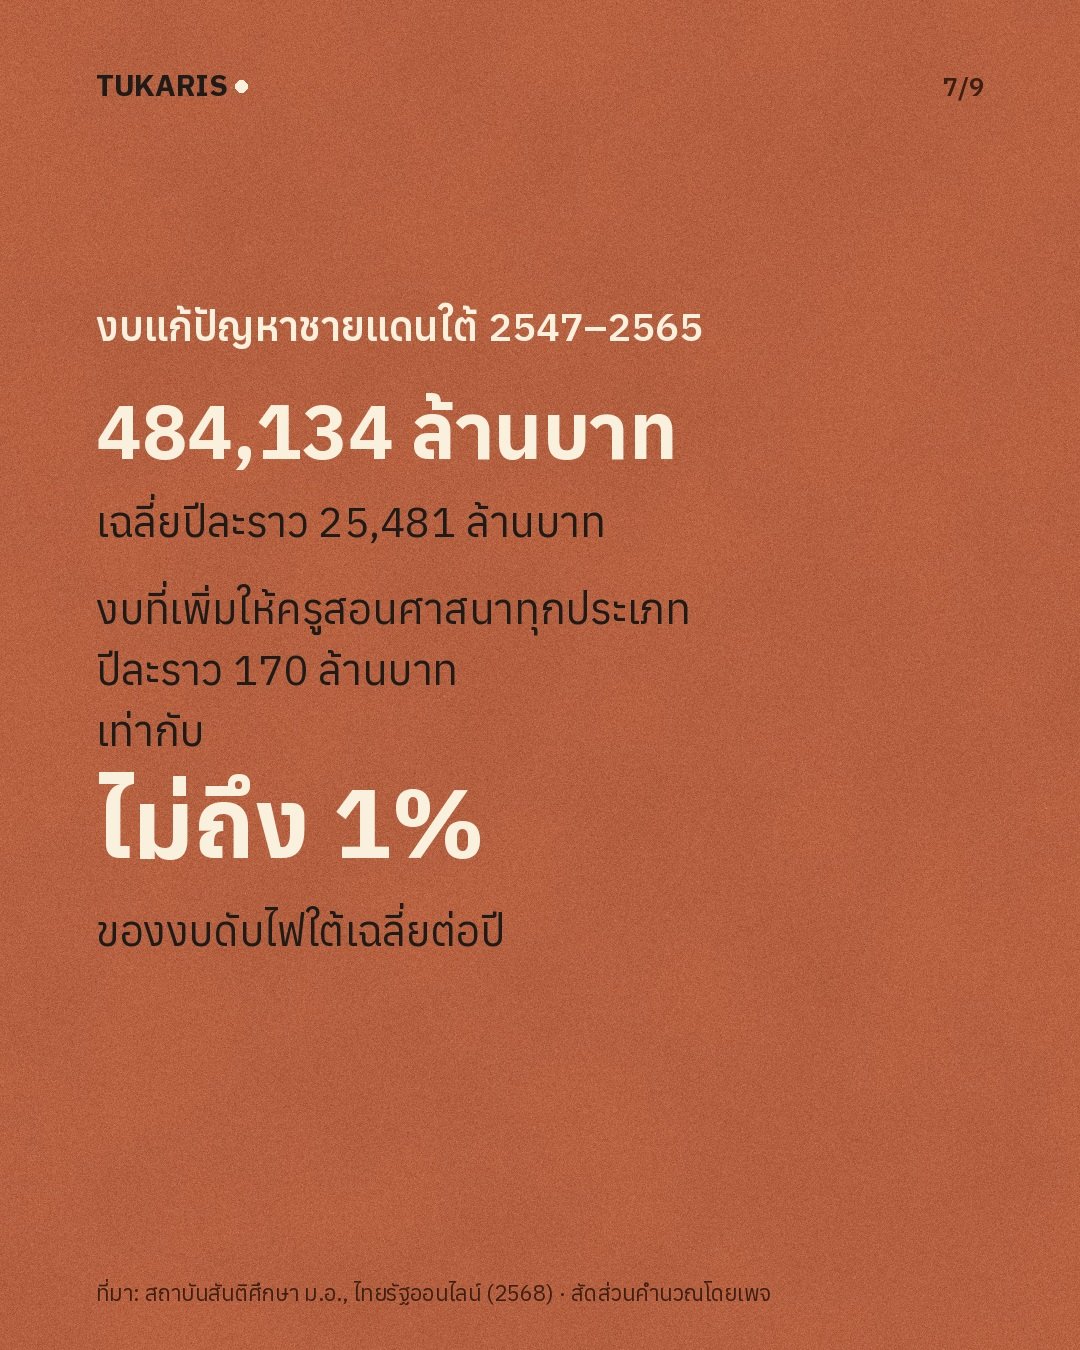 TUKARIS
7/9
งบแก้ปัญหาชายแดนใต้ 2547–2565
484,134 ล้านบาท
เฉลี่ยปีละราว 25,481 ล้านบาท
งบที่เพิ่มให้ครูสอนศาสนาทุกประเภท
ปีละราว 170 ล้านบาท
เท่ากับ
ไม่ถึง 1%
ของงบดับไฟใต้เฉลี่ยต่อปี
ที่มา: สถาบันสันติศึกษา ม.อ., ไทยรัฐออนไลน์ (2568) · สัดส่วนคำนวณโดยเพจ